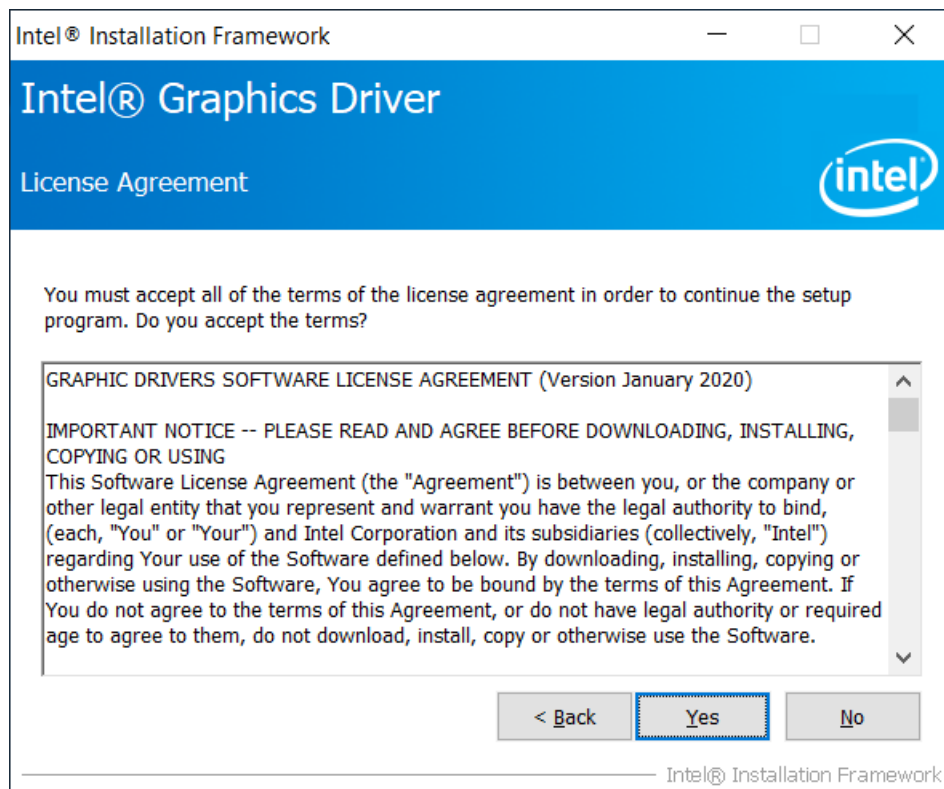 Intel® Installation Framework
Intel® Graphics Driver
License Agreement
intel
You must accept all of the terms of the license agreement in order to continue the setup
program. Do you accept the terms?
GRAPHIC DRIVERS SOFTWARE LICENSE AGREEMENT (Version January 2020)
IMPORTANT NOTICE -- PLEASE READ AND AGREE BEFORE DOWNLOADING, INSTALLING,
COPYING OR USING
This Software License Agreement (the "Agreement") is between you, or the company or
other legal entity that you represent and warrant you have the legal authority to bind,
(each, "You" or "Your") and Intel Corporation and its subsidiaries (collectively, "Intel")
regarding Your use of the Software defined below. By downloading, installing, copying or
otherwise using the Software, You agree to be bound by the terms of this Agreement. If
You do not agree to the terms of this Agreement, or do not have legal authority or required
age to agree to them, do not download, install, copy or otherwise use the Software.
< Back Yes No
Intel® Installation Framework